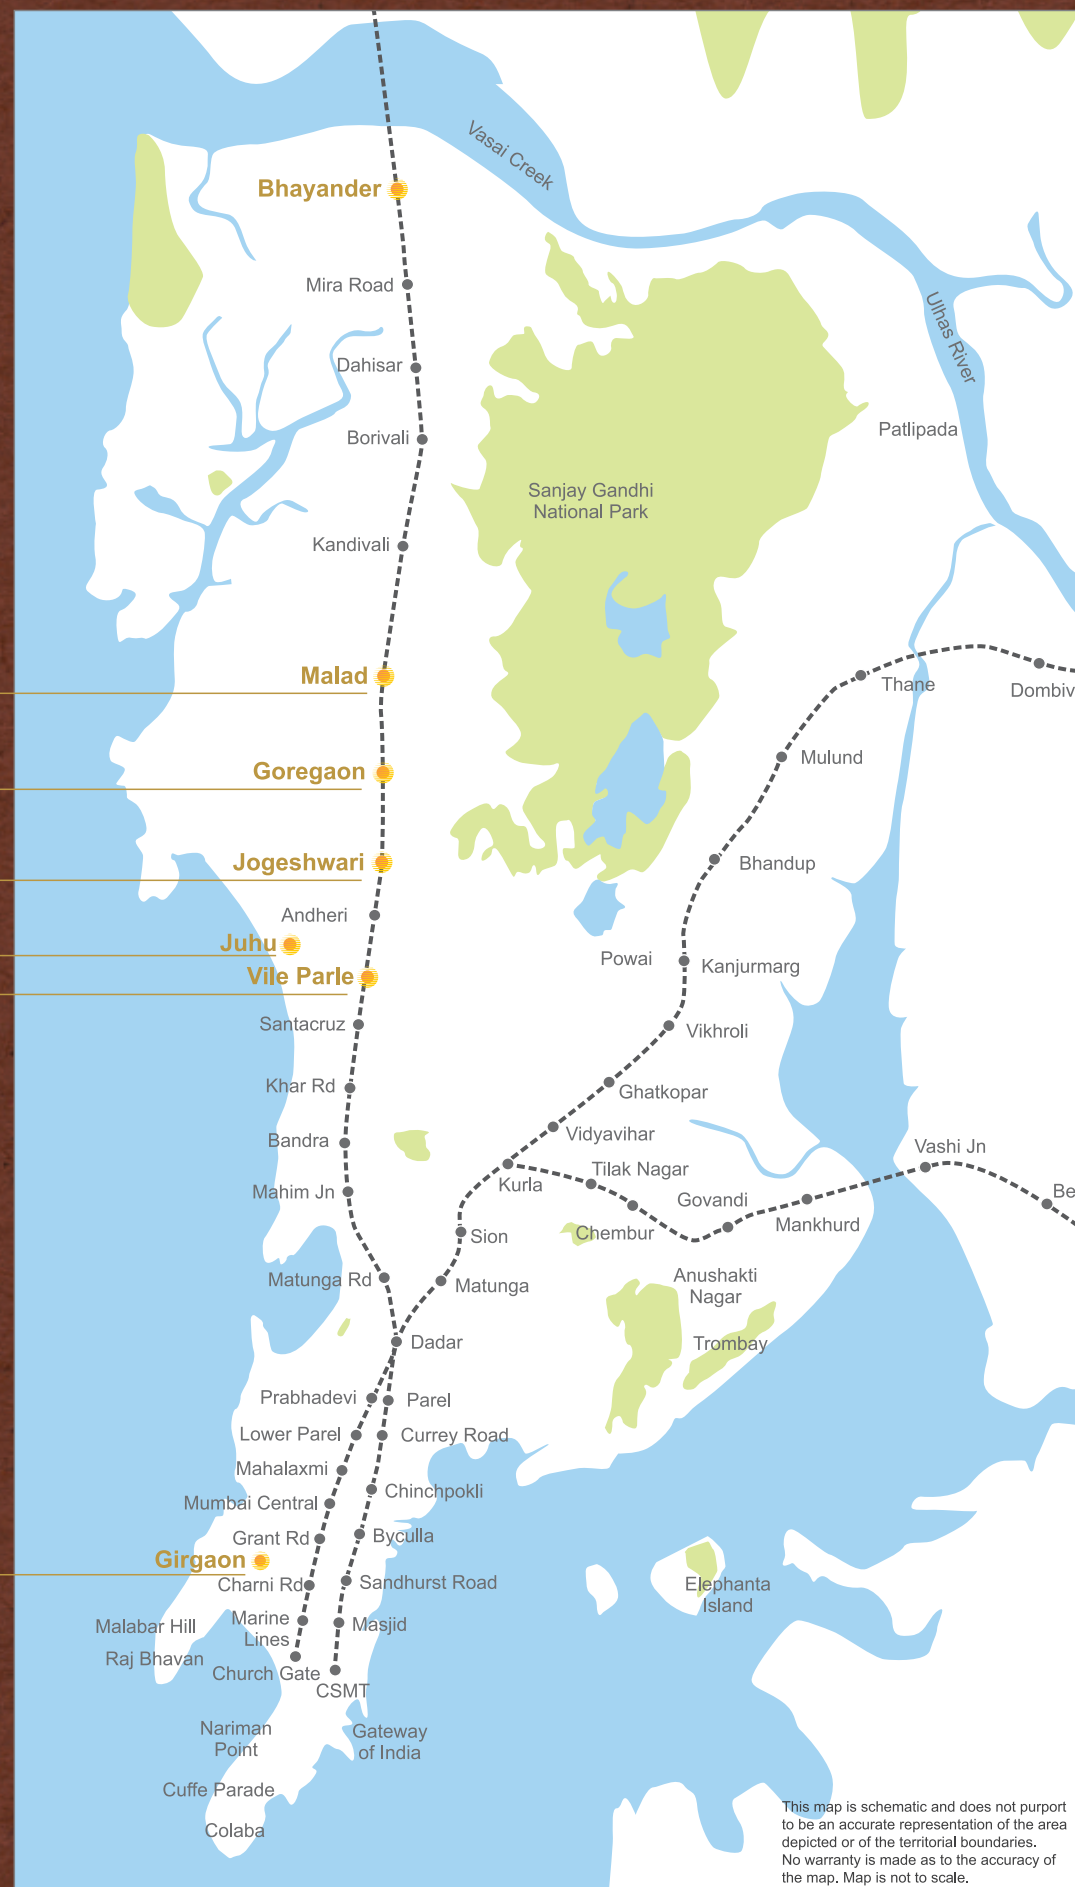 Vasai Creek
Bhayander
Mira Road
Ulhas River
Dahisar
Patlipada
Borivali
Sanjay Gandhi
National Park
Kandivali
Malad
Thane
Dombiv
Goregaon
Mulund
Jogeshwari
Bhandup
Andheri
Juhu
Powai
Kanjurmarg
Vile Parle
Santacruz
Vikhroli
Khar Rd
Ghatkopar
Bandra
Vidyavihar
Vashi Jn
Tilak Nagar
Mahim Jn
Kurla
Govandi
Be
Chembur
Mankhurd
Sion
Matunga Rd
Matunga
Anushakti
Nagar
Dadar
Trombay
Prabhadevi
Parel
Lower Parel
Currey Road
Mahalaxmi
Chinchpokli
Mumbai Central
Grant Rd
Byculla
Girgaon
Charni Rd
Sandhurst Road
Elephanta
Island
Malabar Hill
Marine
Lines
Masjid
Raj Bhavan
Church Gate
CSMT
Nariman
Point
Gateway
of India
Cuffe Parade
Colaba
This map is schematic and does not purport
to be an accurate representation of the area
depicted or of the territorial boundaries.
No warranty is made as to the accuracy of
the map. Map is not to scale.